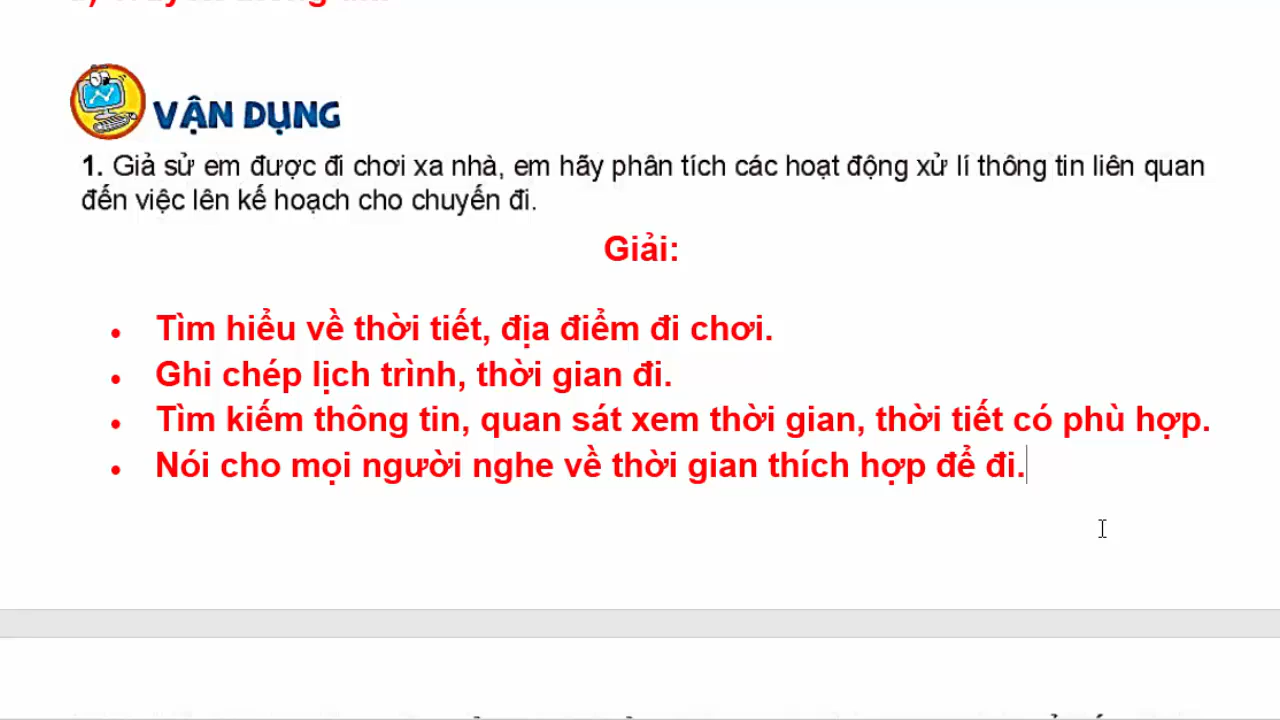 VẬN DỤNG
1. Giả sử em được đi chơi xa nhà, em hãy phân tích các hoạt động xử lí thông tin liên quan
đến việc lên kế hoạch cho chuyến đi.
Giải:
• Tìm hiểu về thời tiết, địa điểm đi chơi.
• Ghi chép lịch trình, thời gian đi.
• Tìm kiếm thông tin, quan sát xem thời gian, thời tiết có phù hợp.
• Nói cho mọi người nghe về thời gian thích hợp để đi.